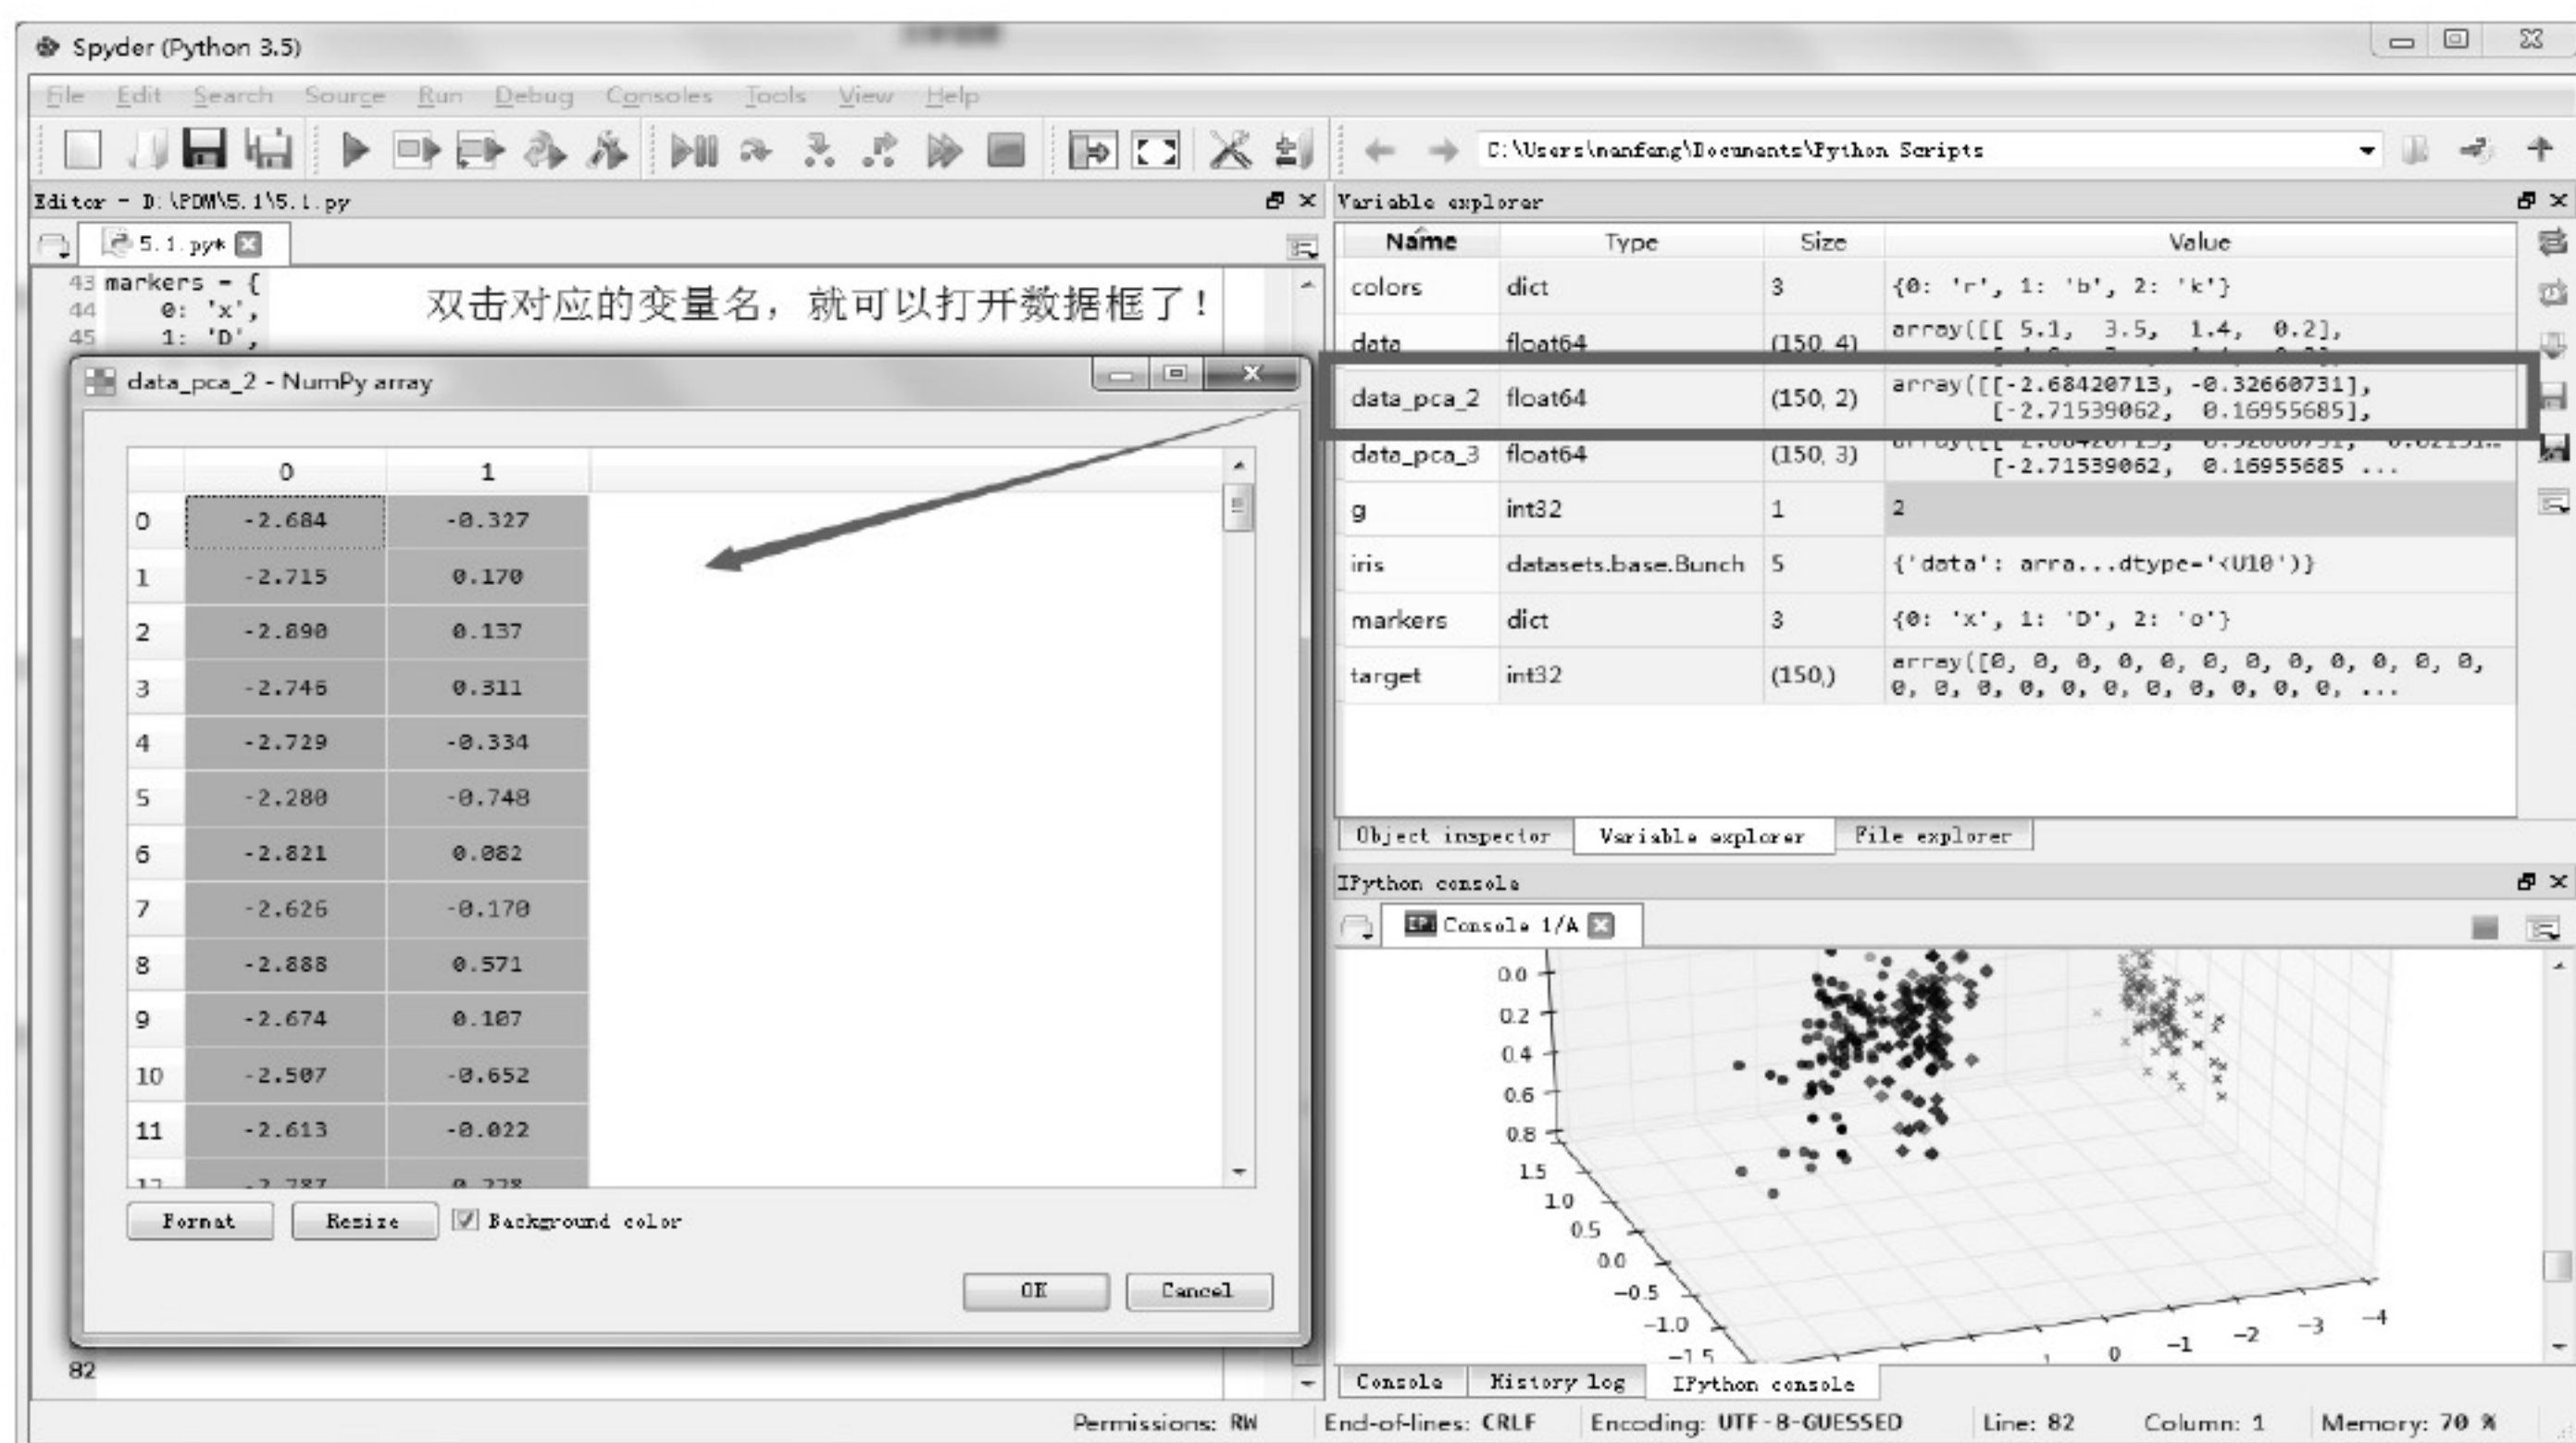 Spyder (Python 3.5)
File Edit Search Source Run Debug Consoles Tools View Help
C:\Users\nanfang\Documents\Python Scripts
Editor - D:\PDM\5.1\5.1.py
5.1.py*
43 markers = {
44 0: 'x',
45 1: 'D',
双击对应的变量名，就可以打开数据框了！
data_pca_2 - NumPy array
0 1
0 -2.684 -0.327
1 -2.715 0.170
2 -2.890 0.137
3 -2.746 0.311
4 -2.729 -0.334
5 -2.280 -0.748
6 -2.821 0.082
7 -2.626 -0.170
8 -2.888 0.571
9 -2.674 0.107
10 -2.507 -0.652
11 -2.613 -0.022
Format Resize Background color
OK Cancel
82
Variable explorer
Name Type Size Value
colors dict 3 {0: 'r', 1: 'b', 2: 'k'}
data float64 (150, 4) array([[ 5.1, 3.5, 1.4, 0.2],
data_pca_2 float64 (150, 2) array([[-2.68420713, -0.32660731],
[-2.71539062, 0.16955685],
data_pca_3 float64 (150, 3)
[-2.71539062, 0.16955685 ...
g int32 1 2
iris datasets.base.Bunch 5 {'data': arra...dtype='<U10')}
markers dict 3 {0: 'x', 1: 'D', 2: 'o'}
target int32 (150,) array([0, 0, 0, 0, 0, 0, 0, 0, 0, 0, 0, 0,
0, 0, 0, 0, 0, 0, 0, 0, 0, 0, 0, ...
Object inspector Variable explorer File explorer
IPython console
Console 1/A
0.0
0.2
0.4
0.6
0.8
1.5
1.0
0.5
0.0
−0.5
−1.0
−1.5
0 −1 −2 −3 −4
Console History log IPython console
Permissions: RW End-of-lines: CRLF Encoding: UTF-8-GUESSED Line: 82 Column: 1 Memory: 70 %